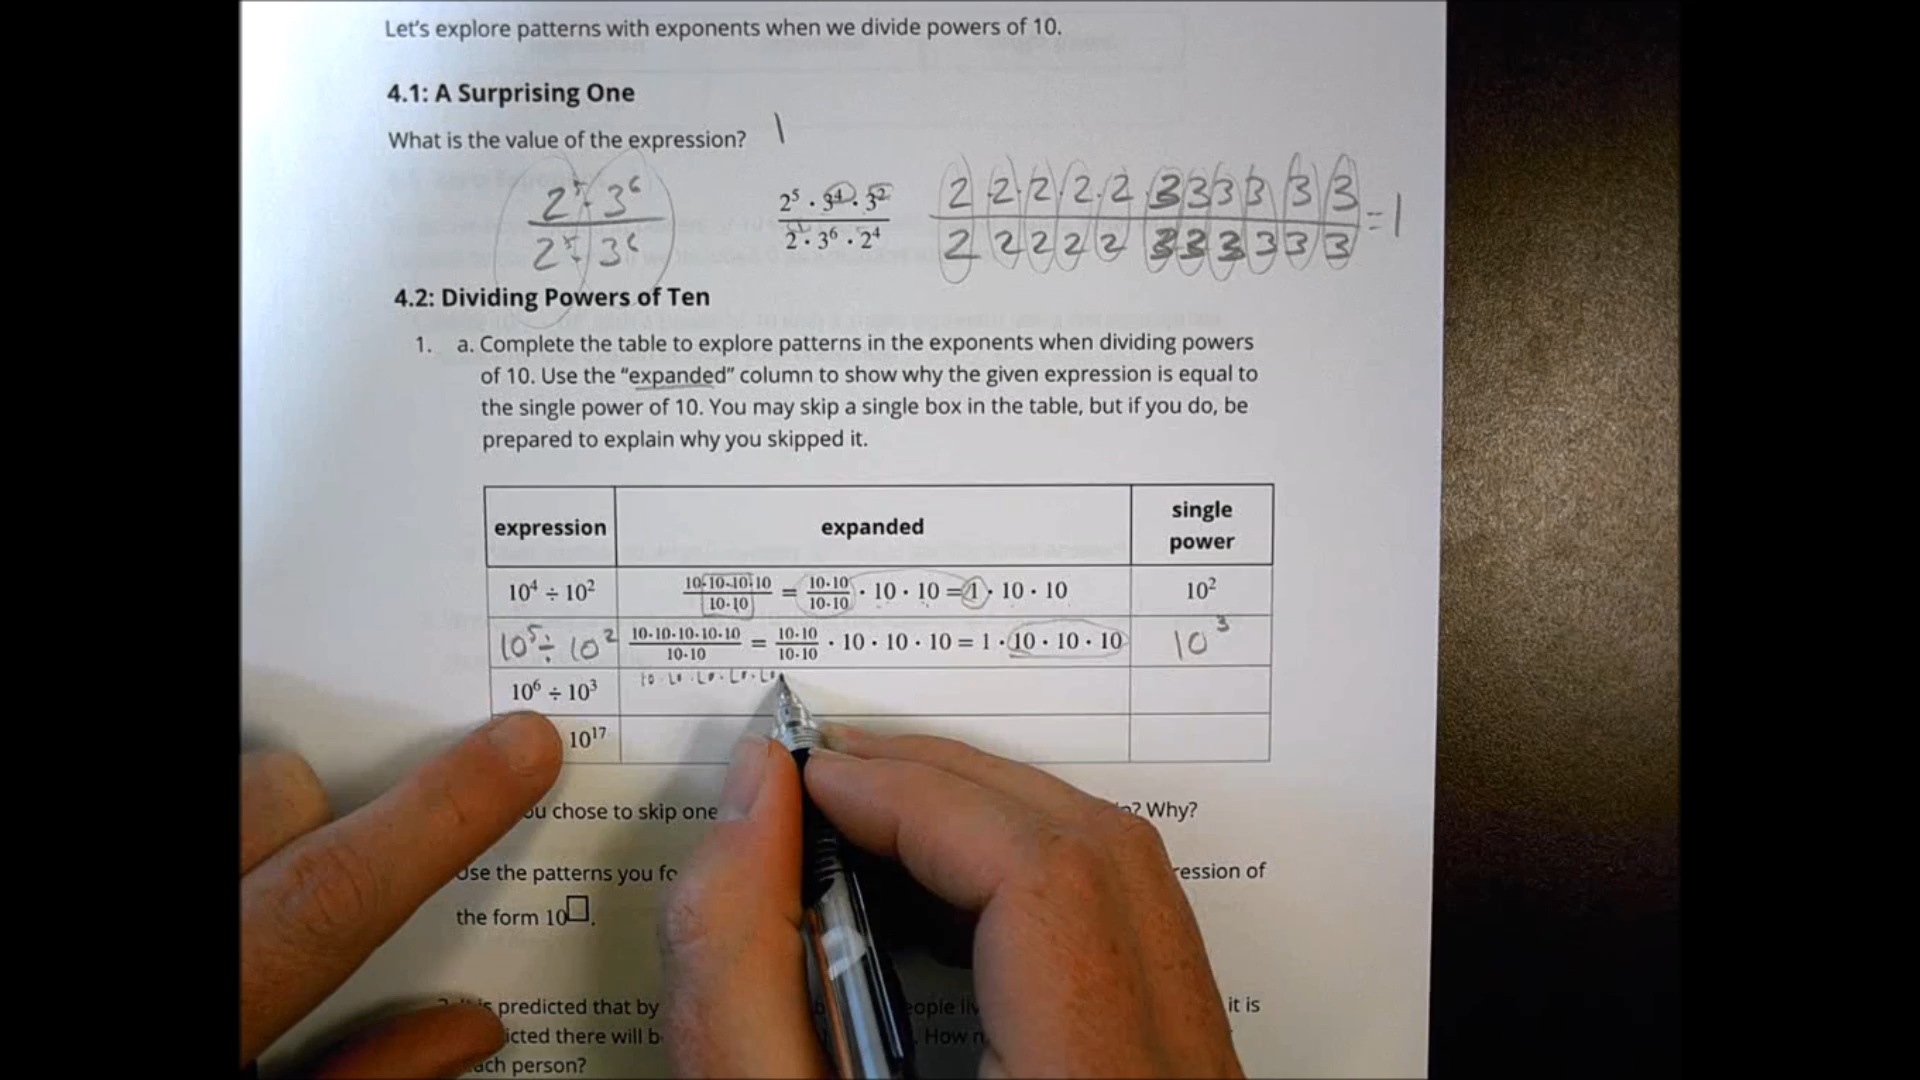 Let's explore patterns with exponents when we divide powers of 10.
4.1: A Surprising One
What is the value of the expression? 1
2⁵ · 3⁶ / 2⁵ · 3⁶
2⁵ · 3⁴ · 3² / 2¹ · 3⁶ · 2⁴
2 · 2 · 2 · 2 · 2 · 3 3 3 3 3 3 / 2 2 2 2 2 3 3 3 3 3 3 = 1
4.2: Dividing Powers of Ten
1. a. Complete the table to explore patterns in the exponents when dividing powers
of 10. Use the “expanded” column to show why the given expression is equal to
the single power of 10. You may skip a single box in the table, but if you do, be
prepared to explain why you skipped it.
expression expanded single power
10⁴ ÷ 10² 10·10·10·10 / 10·10 = 10·10 / 10·10 · 10 · 10 = 1 · 10 · 10 10²
10⁵ ÷ 10² 10·10·10·10·10 / 10·10 = 10·10 / 10·10 · 10 · 10 · 10 = 1 · 10 · 10 · 10 10³
10⁶ ÷ 10³ 10 · 10 · 10 · 10 · 10
10¹⁷
chose to skip one ? Why?
Use the patterns you of
the form 10□.
predicted that by it is
there will
person?